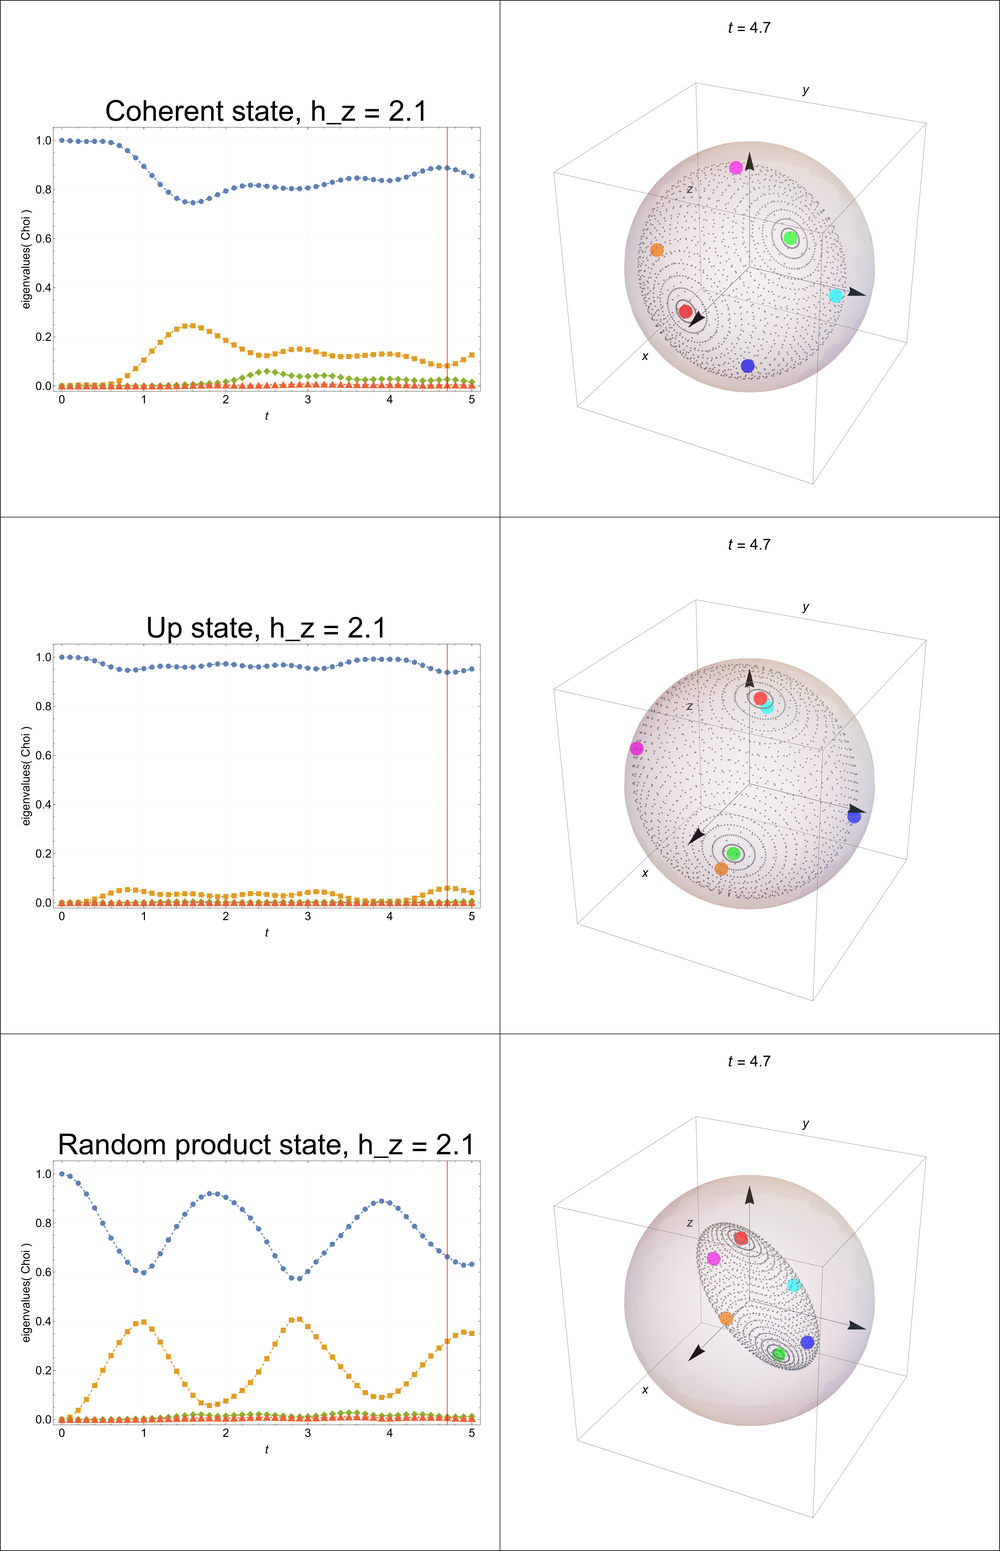 Coherent state, h_z = 2.1
eigenvalues( Choi )
1.0
0.8
0.6
0.4
0.2
0.0
0 1 2 3 4 5
t
t = 4.7
y
z
x
Up state, h_z = 2.1
eigenvalues( Choi )
1.0
0.8
0.6
0.4
0.2
0.0
0 1 2 3 4 5
t
t = 4.7
y
z
x
Random product state, h_z = 2.1
eigenvalues( Choi )
1.0
0.8
0.6
0.4
0.2
0.0
0 1 2 3 4 5
t
t = 4.7
y
z
x